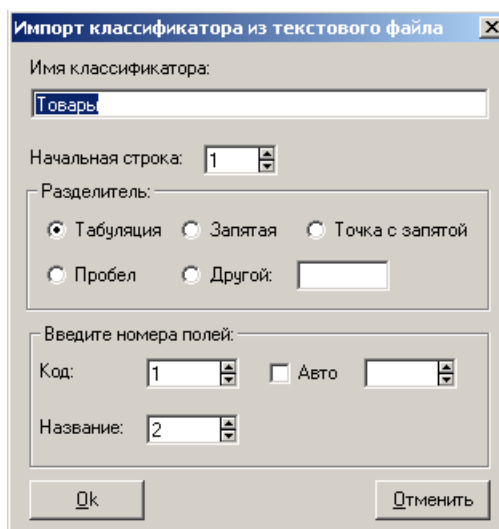 Импорт классификатора из текстового файла
Имя классификатора:
Товары
Начальная строка: 1
Разделитель:
Табуляция Запятая Точка с запятой
Пробел Другой:
Введите номера полей:
Код: 1 Авто
Название: 2
Ok Отменить